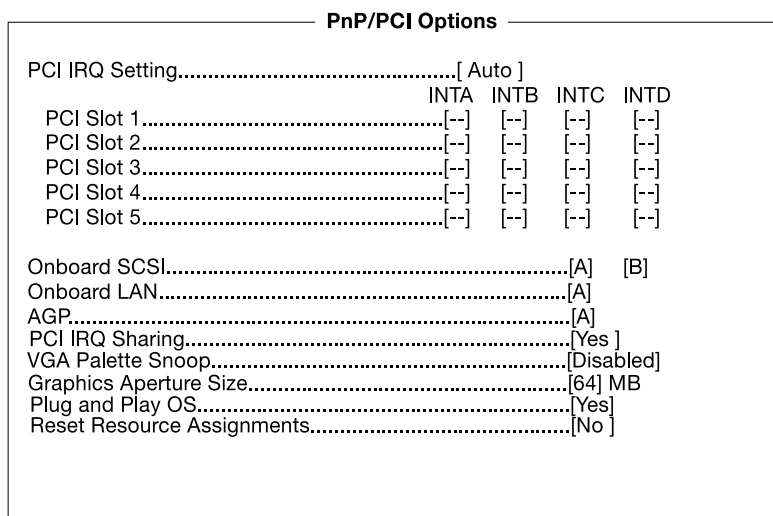 PnP/PCI Options
PCI IRQ Setting..................................................[ Auto ]
INTA INTB INTC INTD
PCI Slot 1......................................................[--] [--] [--] [--]
PCI Slot 2......................................................[--] [--] [--] [--]
PCI Slot 3......................................................[--] [--] [--] [--]
PCI Slot 4......................................................[--] [--] [--] [--]
PCI Slot 5......................................................[--] [--] [--] [--]
Onboard SCSI..........................................................................[A] [B]
Onboard LAN...........................................................................[A]
AGP...........................................................................................[A]
PCI IRQ Sharing......................................................................[Yes ]
VGA Palette Snoop.................................................................[Disabled]
Graphics Aperture Size..........................................................[64] MB
Plug and Play OS...................................................................[Yes]
Reset Resource Assignments...............................................[No ]